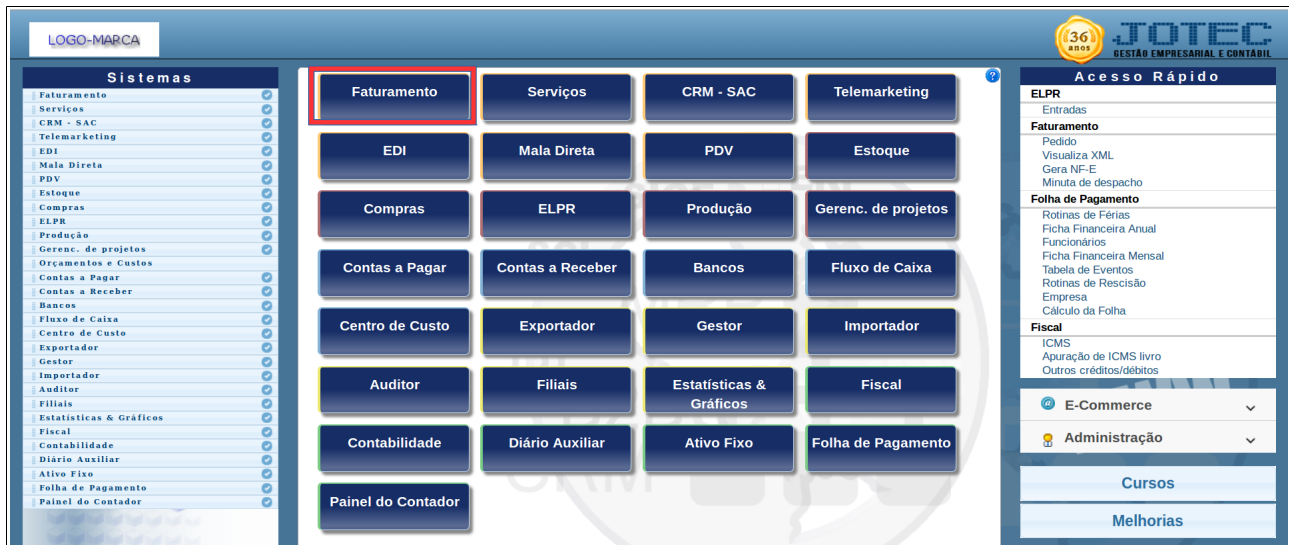 LOGO-MARCA
36
anos
JOTEC
GESTÃO EMPRESARIAL E CONTÁBIL
Sistemas
Faturamento
Serviços
CRM - SAC
Telemarketing
EDI
Mala Direta
PDV
Estoque
Compras
ELPR
Produção
Gerenc. de projetos
Orçamentos e Custos
Contas a Pagar
Contas a Receber
Bancos
Fluxo de Caixa
Centro de Custo
Exportador
Gestor
Importador
Auditor
Filiais
Estatísticas & Gráficos
Fiscal
Contabilidade
Diário Auxiliar
Ativo Fixo
Folha de Pagamento
Painel do Contador
Faturamento
Serviços
CRM - SAC
Telemarketing
EDI
Mala Direta
PDV
Estoque
Compras
ELPR
Produção
Gerenc. de projetos
Contas a Pagar
Contas a Receber
Bancos
Fluxo de Caixa
Centro de Custo
Exportador
Gestor
Importador
Auditor
Filiais
Estatísticas &
Gráficos
Fiscal
Contabilidade
Diário Auxiliar
Ativo Fixo
Folha de Pagamento
Painel do Contador
?
Acesso Rápido
ELPR
Entradas
Faturamento
Pedido
Visualiza XML
Gera NF-E
Minuta de despacho
Folha de Pagamento
Rotinas de Férias
Ficha Financeira Anual
Funcionários
Ficha Financeira Mensal
Tabela de Eventos
Rotinas de Rescisão
Empresa
Cálculo da Folha
Fiscal
ICMS
Apuração de ICMS livro
Outros créditos/débitos
E-Commerce
Administração
Cursos
Melhorias